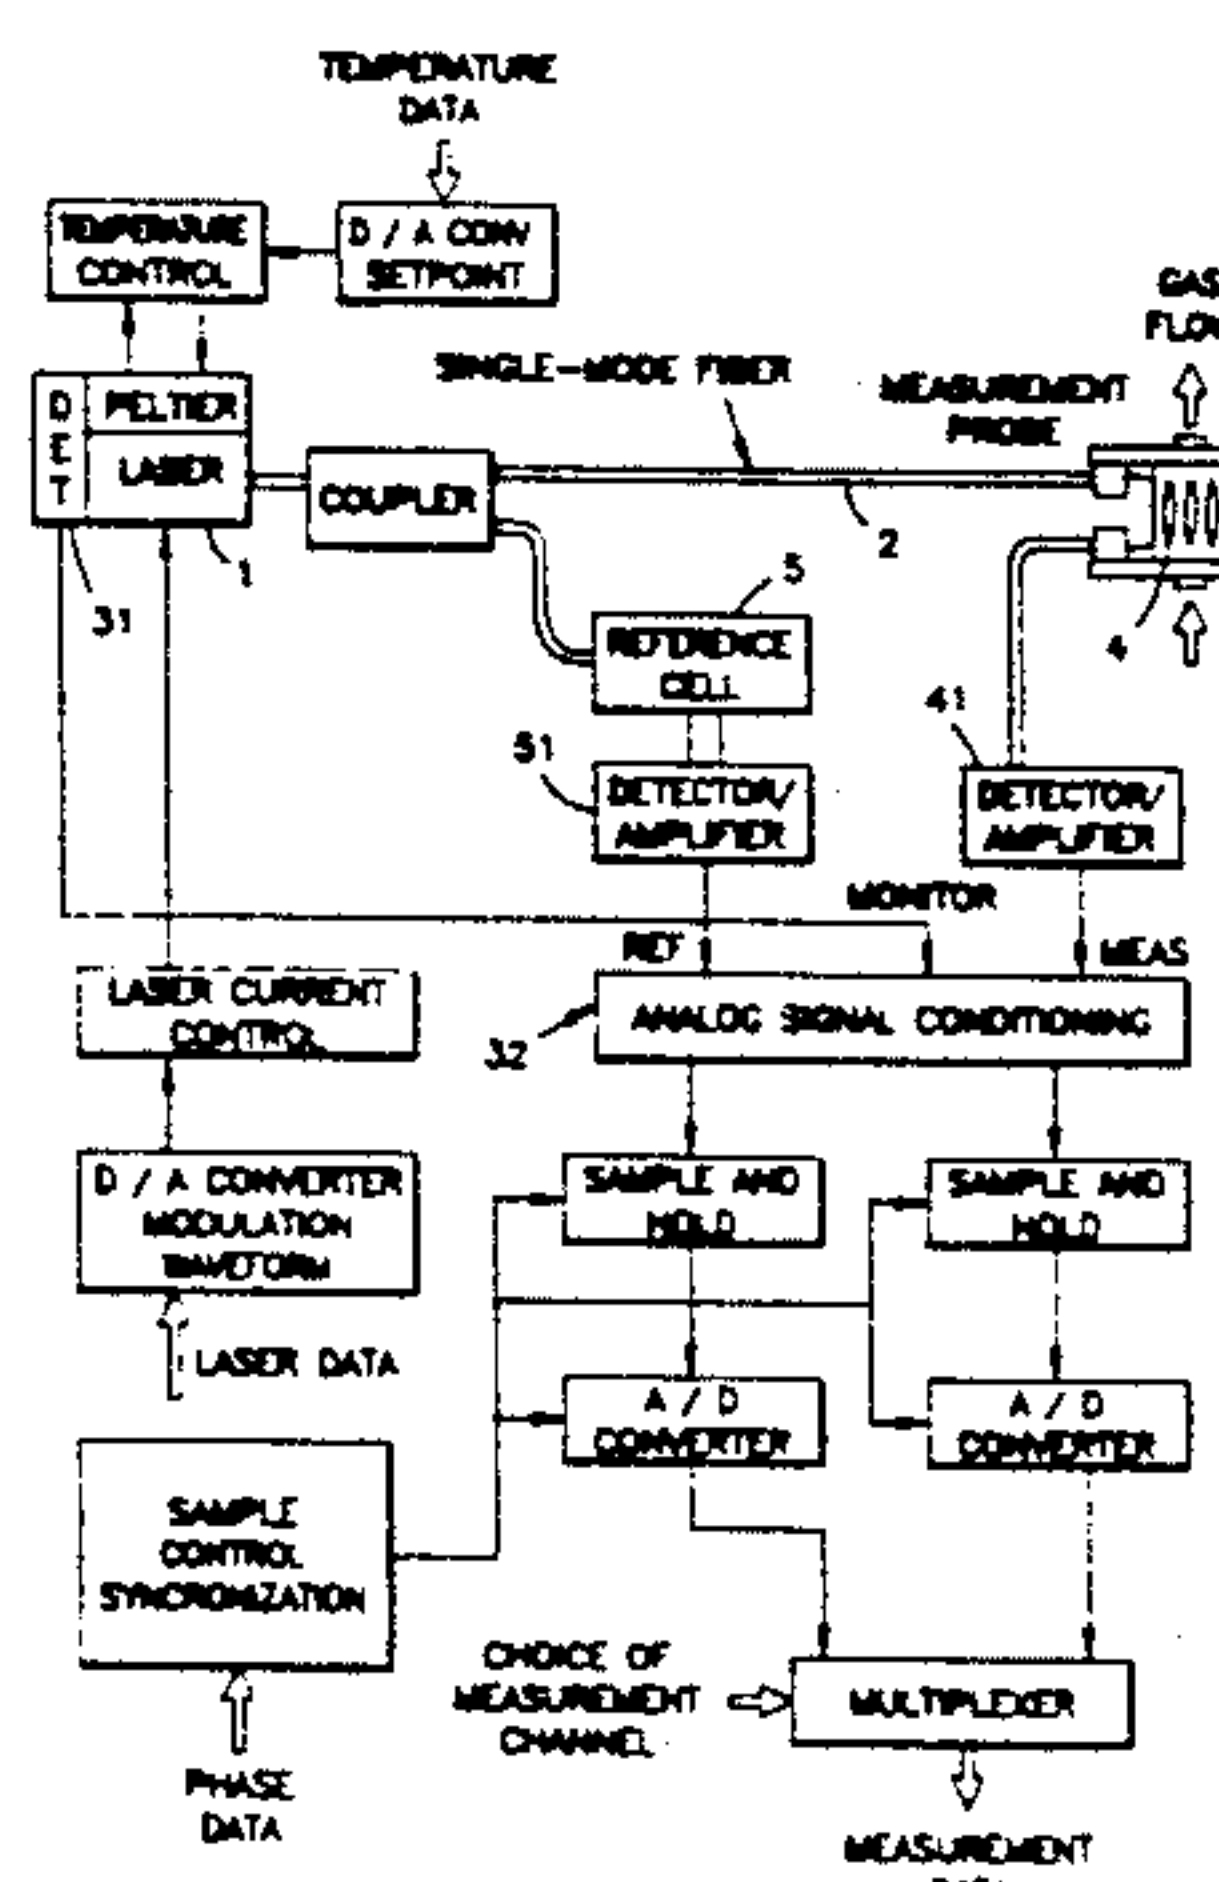 TEMPERATURE
DATA
TEMPERATURE
CONTROL
D / A CONV
SETPOINT
GAS
SINGLE-MODE FIBER
MEASUREMENT
PROBE
DET
PELTIER
LASER
COUPLER
2
1
31
5
REFERENCE
CELL
4
41
51
DETECTOR/
AMPLIFIER
DETECTOR/
AMPLIFIER
MONITOR
REF
MEAS
LASER CURRENT
CONTROL
ANALOG SIGNAL CONDITIONING
32
D / A CONVERTER
MODULATION
WAVEFORM
SAMPLE AND
HOLD
SAMPLE AND
HOLD
LASER DATA
A / D
CONVERTER
A / D
CONVERTER
SAMPLE
CONTROL
SYNCRONIZATION
CHOICE OF
MEASUREMENT
CHANNEL
MULTIPLEXER
PHASE
DATA
MEASUREMENT